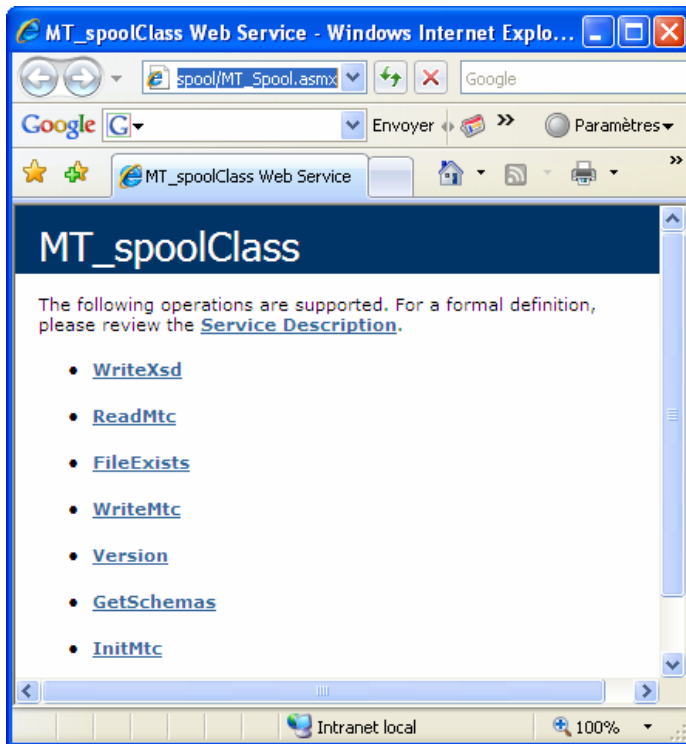 MT_spoolClass Web Service - Windows Internet Explo...
spool/MT_Spool.asmx
Google
Google
G
Envoyer
»
Paramètres
MT_spoolClass Web Service
»
MT_spoolClass
The following operations are supported. For a formal definition,
please review the Service Description.
• WriteXsd
• ReadMtc
• FileExists
• WriteMtc
• Version
• GetSchemas
• InitMtc
Intranet local
100%